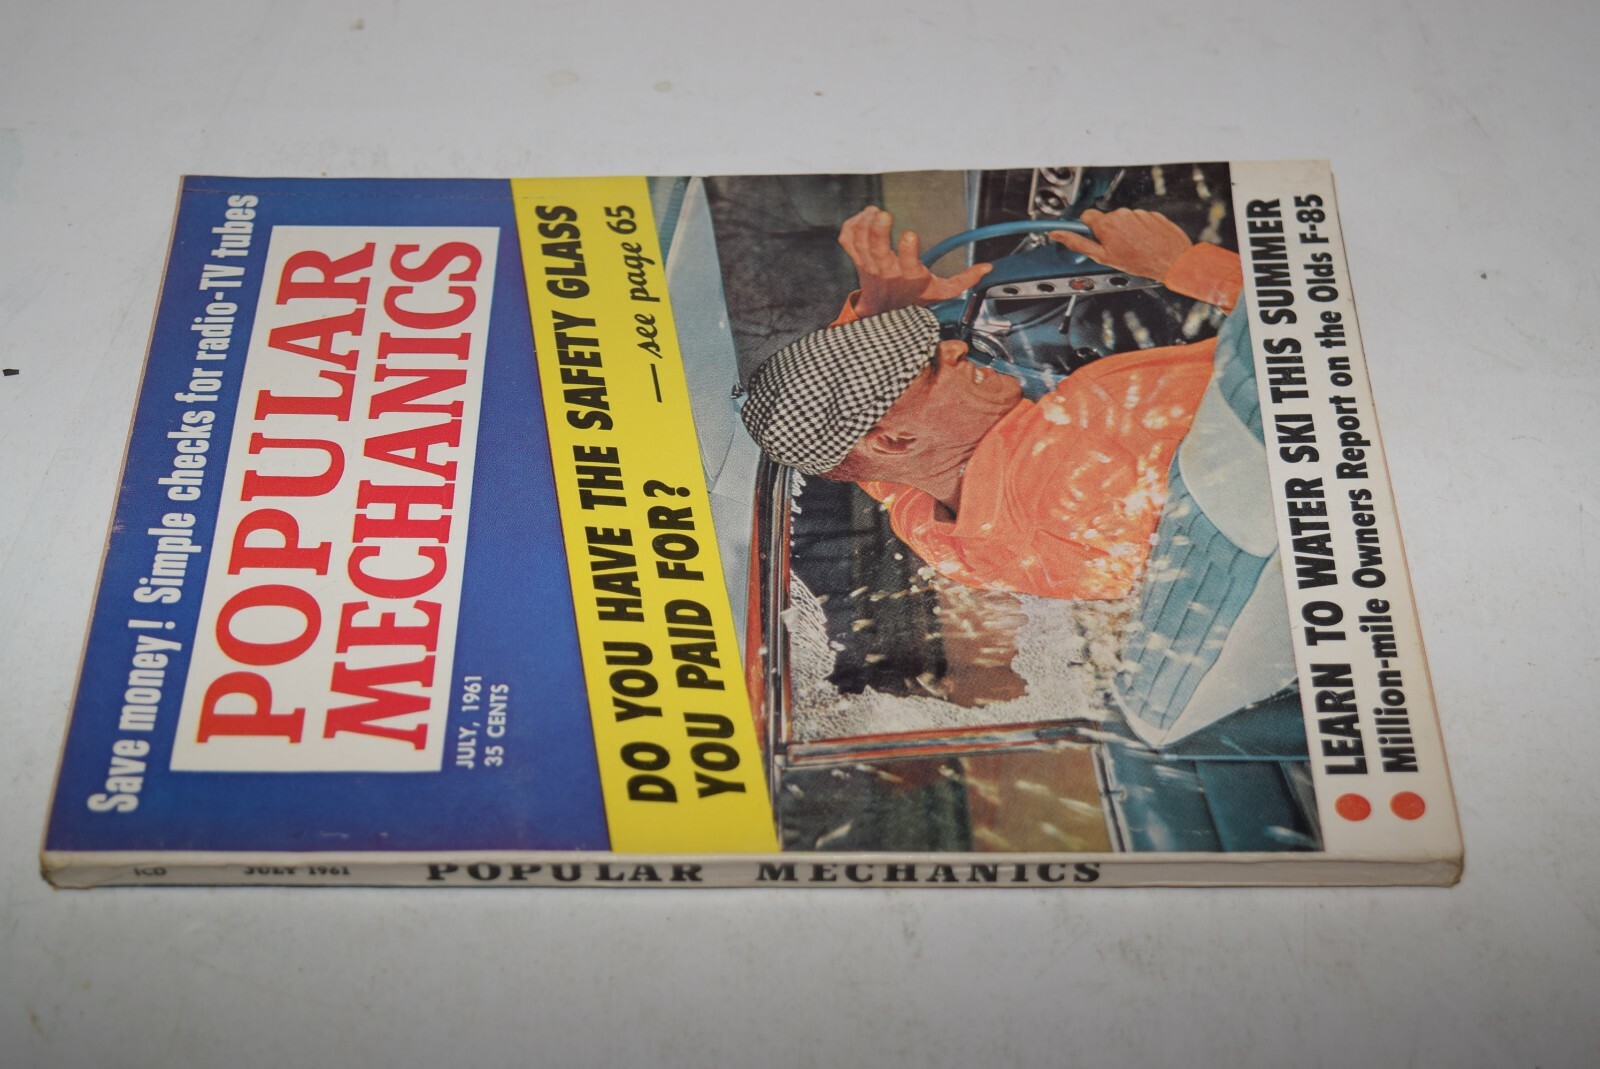 Save money! Simple checks for radio-TV tubes
POPULAR
MECHANICS
JULY, 1961
35 CENTS
DO YOU HAVE THE SAFETY GLASS
YOU PAID FOR?
— see page 65
LEARN TO WATER SKI THIS SUMMER
Million-mile Owners Report on the Olds F-85
ICD JULY 1961 POPULAR MECHANICS